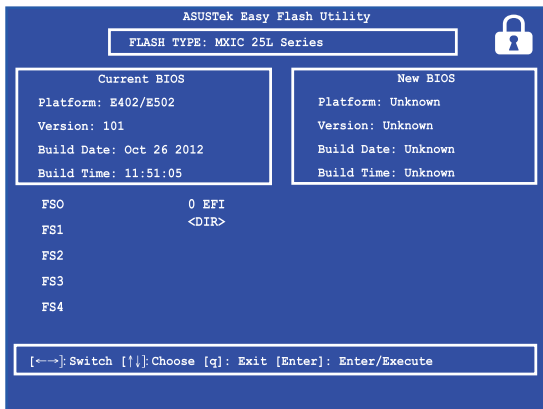 ASUSTek Easy Flash Utility
FLASH TYPE: MXIC 25L Series
Current BIOS
Platform: E402/E502
Version: 101
Build Date: Oct 26 2012
Build Time: 11:51:05
New BIOS
Platform: Unknown
Version: Unknown
Build Date: Unknown
Build Time: Unknown
FSO
FS1
FS2
FS3
FS4
0 EFI
<DIR>
[←→]: Switch [↑↓]: Choose [q]: Exit [Enter]: Enter/Execute